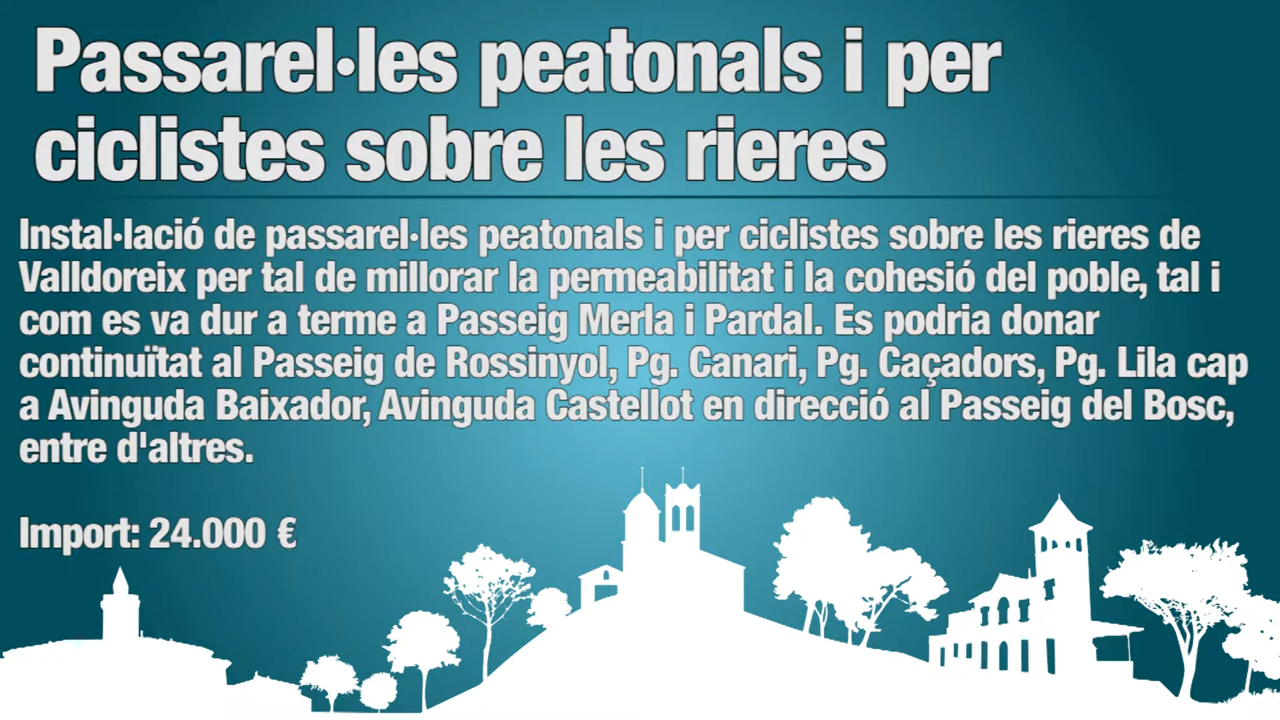 Passarel·les peatonals i per
ciclistes sobre les rieres
Instal·lació de passarel·les peatonals i per ciclistes sobre les rieres de
Valldoreix per tal de millorar la permeabilitat i la cohesió del poble, tal i
com es va dur a terme a Passeig Merla i Pardal. Es podria donar
continuïtat al Passeig de Rossinyol, Pg. Canari, Pg. Caçadors, Pg. Lila cap
a Avinguda Baixador, Avinguda Castellot en direcció al Passeig del Bosc,
entre d'altres.
Import: 24.000 €